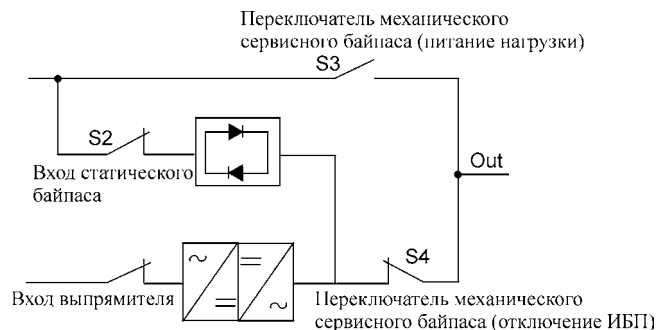 Переключатель механического
сервисного байпаса (питание нагрузки)
S3
S2
Вход статического
байпаса
Out
S4
Вход выпрямителя
Переключатель механического
сервисного байпаса (отключение ИБП)